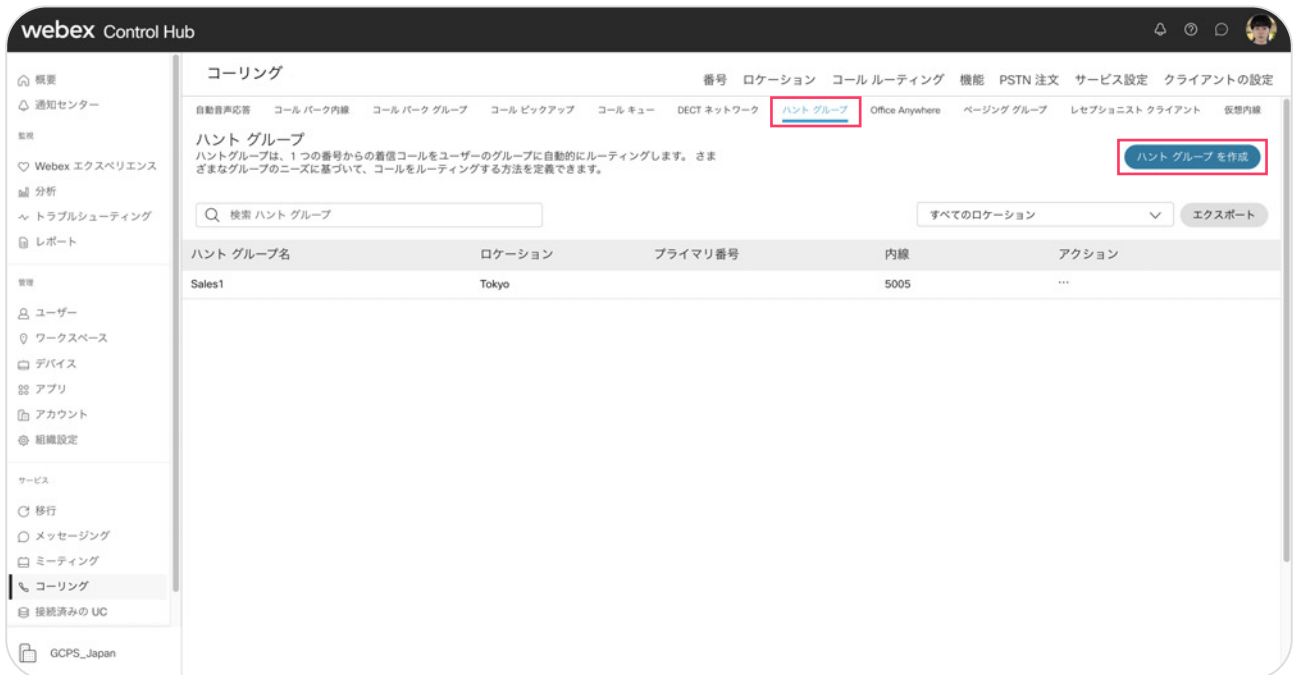 webex Control Hub
コーリング
番号 ロケーション コール ルーティング 機能 PSTN 注文 サービス設定 クライアントの設定
自動音声応答 コール パーク内線 コール パーク グループ コール ピックアップ コール キュー DECT ネットワーク ハント グループ Office Anywhere ページング グループ レセプショニスト クライアント 仮想内線
ハント グループ
ハントグループは、1 つの番号からの着信コールをユーザーのグループに自動的にルーティングします。 さま
ざまなグループのニーズに基づいて、コールをルーティングする方法を定義できます。
ハント グループ を作成
検索 ハント グループ
すべてのロケーション
エクスポート
ハント グループ名 ロケーション プライマリ番号 内線 アクション
Sales1 Tokyo 5005 ...
概要
通知センター
監視
Webex エクスペリエンス
分析
トラブルシューティング
レポート
管理
ユーザー
ワークスペース
デバイス
アプリ
アカウント
組織設定
サービス
移行
メッセージング
ミーティング
コーリング
接続済みの UC
GCPS_Japan